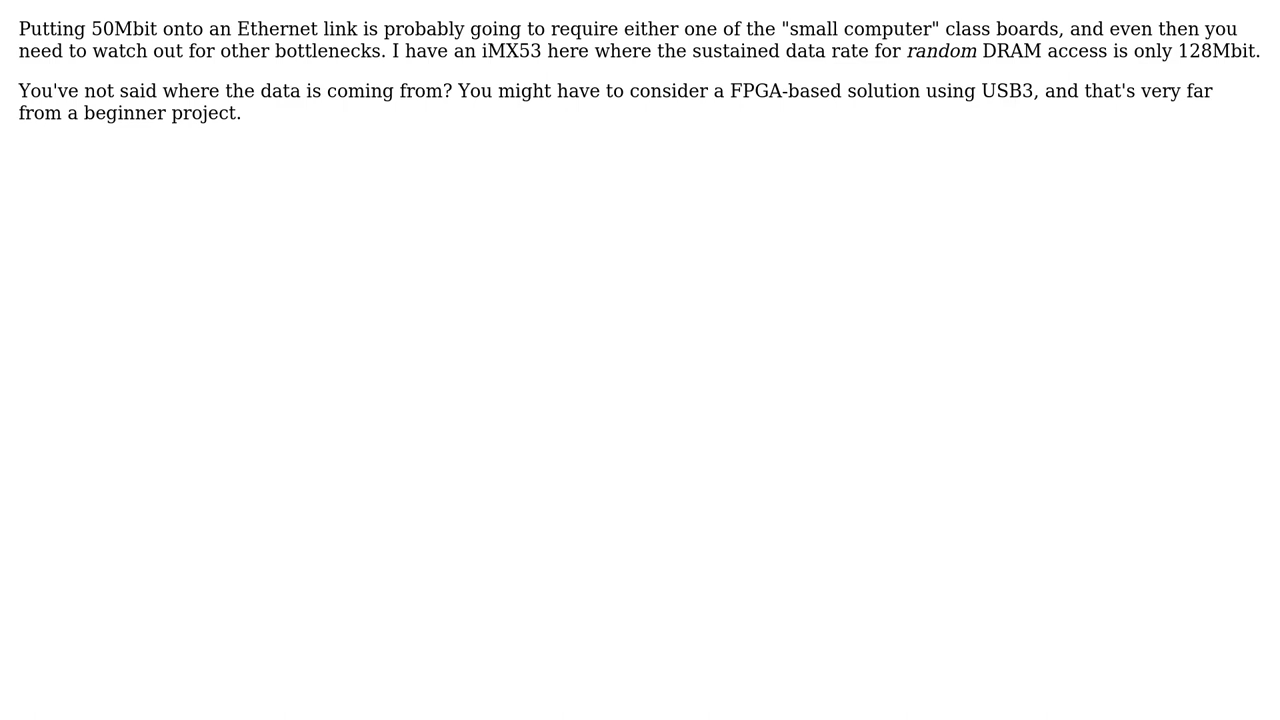 Putting 50Mbit onto an Ethernet link is probably going to require either one of the "small computer" class boards, and even then you
need to watch out for other bottlenecks. I have an iMX53 here where the sustained data rate for random DRAM access is only 128Mbit.
You've not said where the data is coming from? You might have to consider a FPGA-based solution using USB3, and that's very far
from a beginner project.